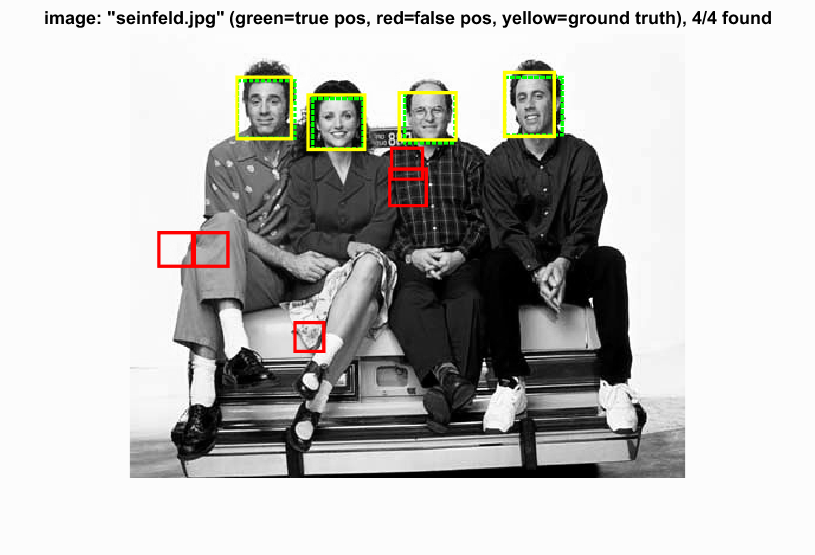 image: "seinfeld.jpg" (green=true pos, red=false pos, yellow=ground truth), 4/4 found